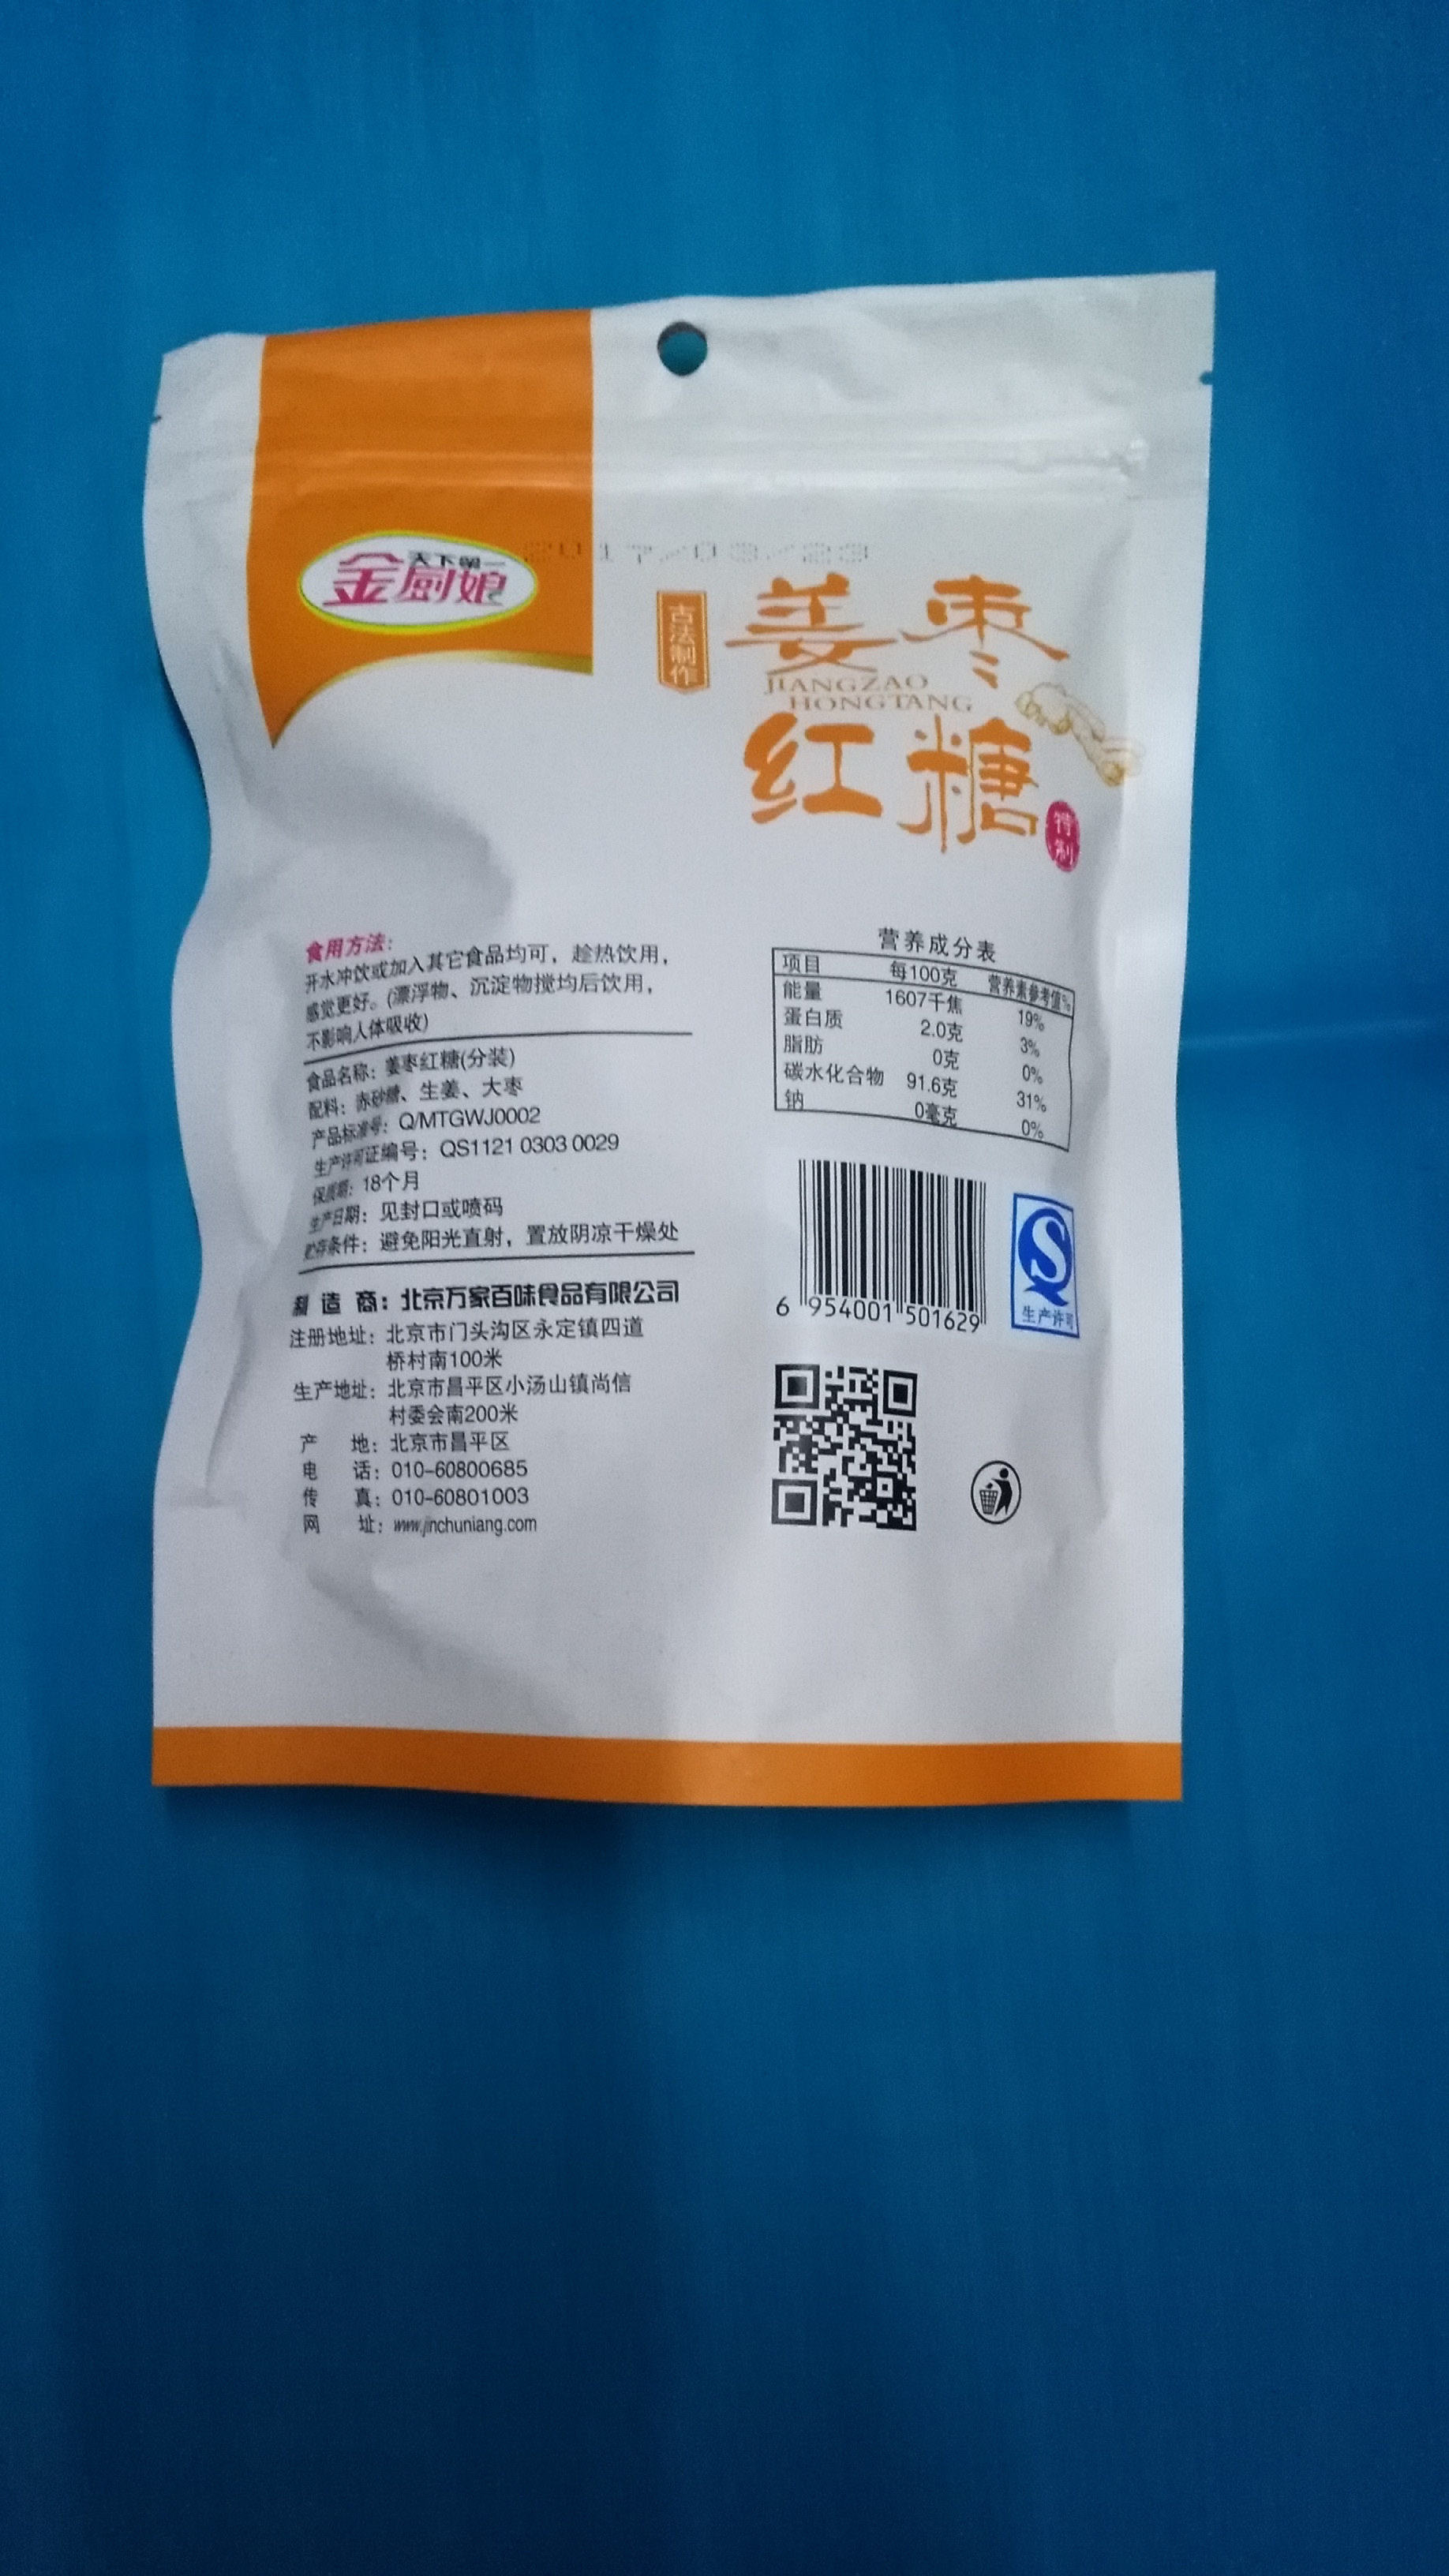 天下第一
金厨娘
2017/03/23
古法制作
姜枣
JIANGZAO
HONGTANG
红糖
特制
食用方法:
开水冲饮或加入其它食品均可，趁热饮用，
感觉更好。(漂浮物、沉淀物搅均后饮用，
不影响人体吸收)
食品名称：姜枣红糖(分装)
配料：赤砂糖、生姜、大枣
产品标准号：Q/MTGWJ0002
生产许可证编号：QS1121 0303 0029
保质期：18个月
生产日期：见封口或喷码
贮存条件：避免阳光直射，置放阴凉干燥处
制造商：北京万家百味食品有限公司
注册地址：北京市门头沟区永定镇四道
桥村南100米
生产地址：北京市昌平区小汤山镇尚信
村委会南200米
产地：北京市昌平区
电话：010-60800685
传真：010-60801003
网址：www.jinchuniang.com
营养成分表
项目 每100克 营养素参考值%
能量 1607千焦 19%
蛋白质 2.0克 3%
脂肪 0克 0%
碳水化合物 91.6克 31%
钠 0毫克 0%
6 954001 501629
生产许可